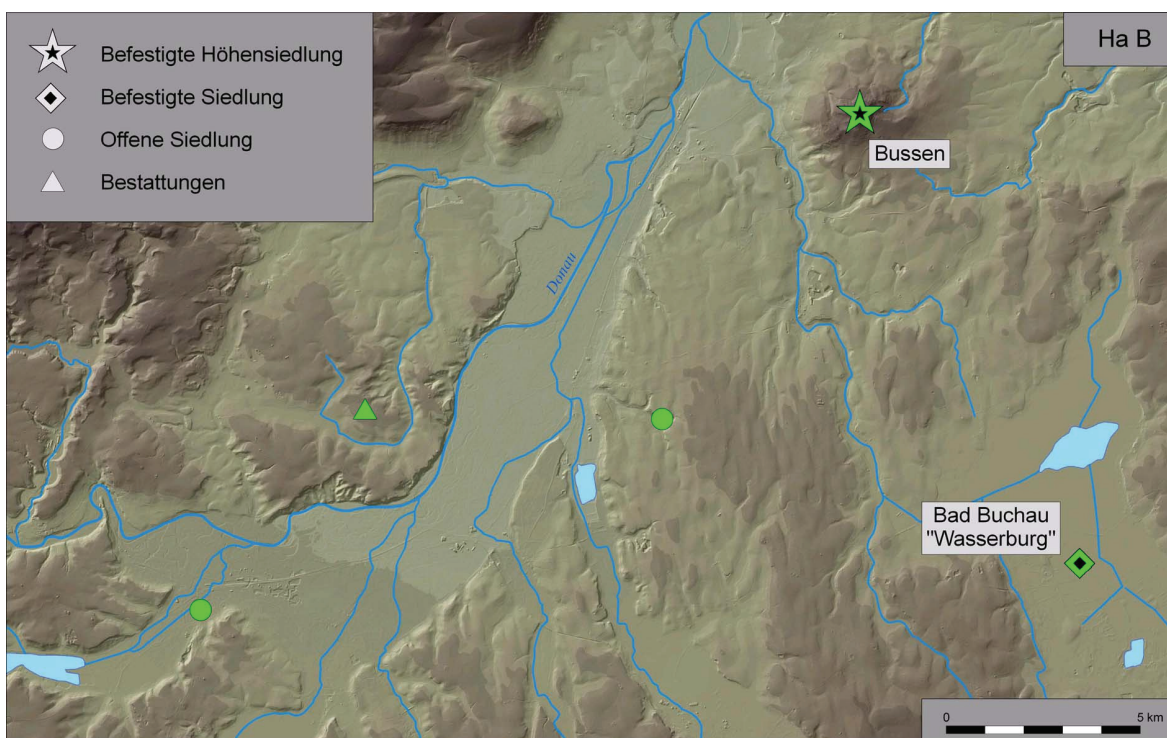 Befestigte Höhensiedlung
Befestigte Siedlung
Offene Siedlung
Bestattungen
Ha B
Bussen
Donau
Bad Buchau
"Wasserburg"
0 5 km